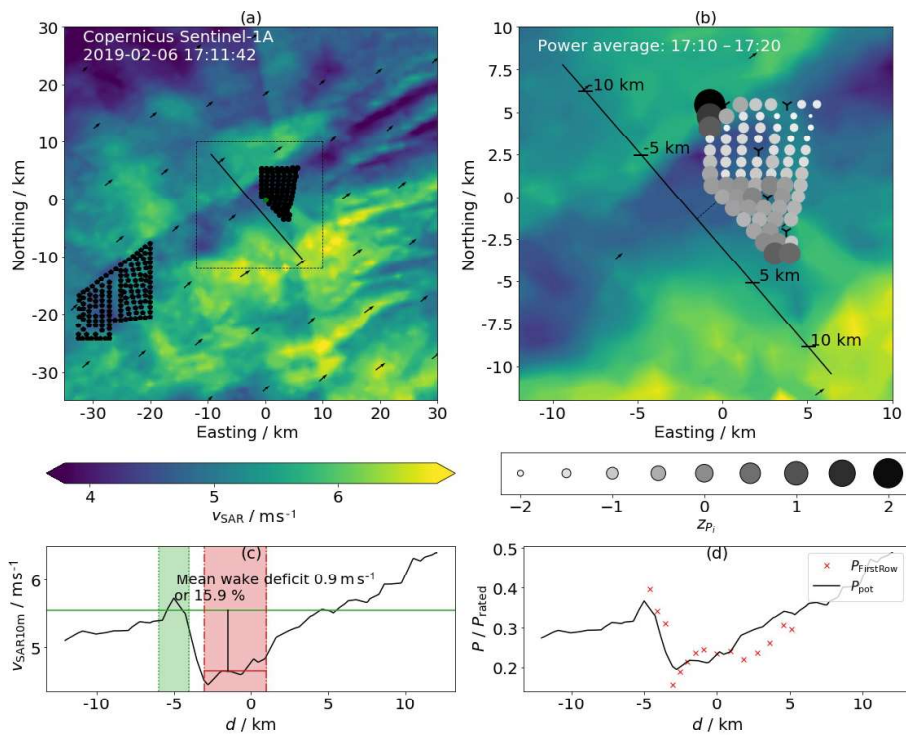 (a)
Copernicus Sentinel-1A
2019-02-06 17:11:42
30
20
10
0
-10
-20
-30
Northing / km
-30 -20 -10 0 10 20 30
Easting / km
(b)
Power average: 17:10 –17:20
10
7.5
5
2.5
0
-2.5
-5
-7.5
-10
Northing / km
-10 km
-5 km
5 km
10 km
-10 -5 0 5 10
Easting / km
4 5 6
vSAR / ms-1
-2 -1 0 1 2
zPi
(c)
Mean wake deficit 0.9 m s-1
or 15.9 %
6
5
vSAR10m / ms-1
-10 -5 0 5 10
d / km
(d)
PFirstRow
Ppot
0.5
0.4
0.3
0.2
P / Prated
-10 -5 0 5 10
d / km